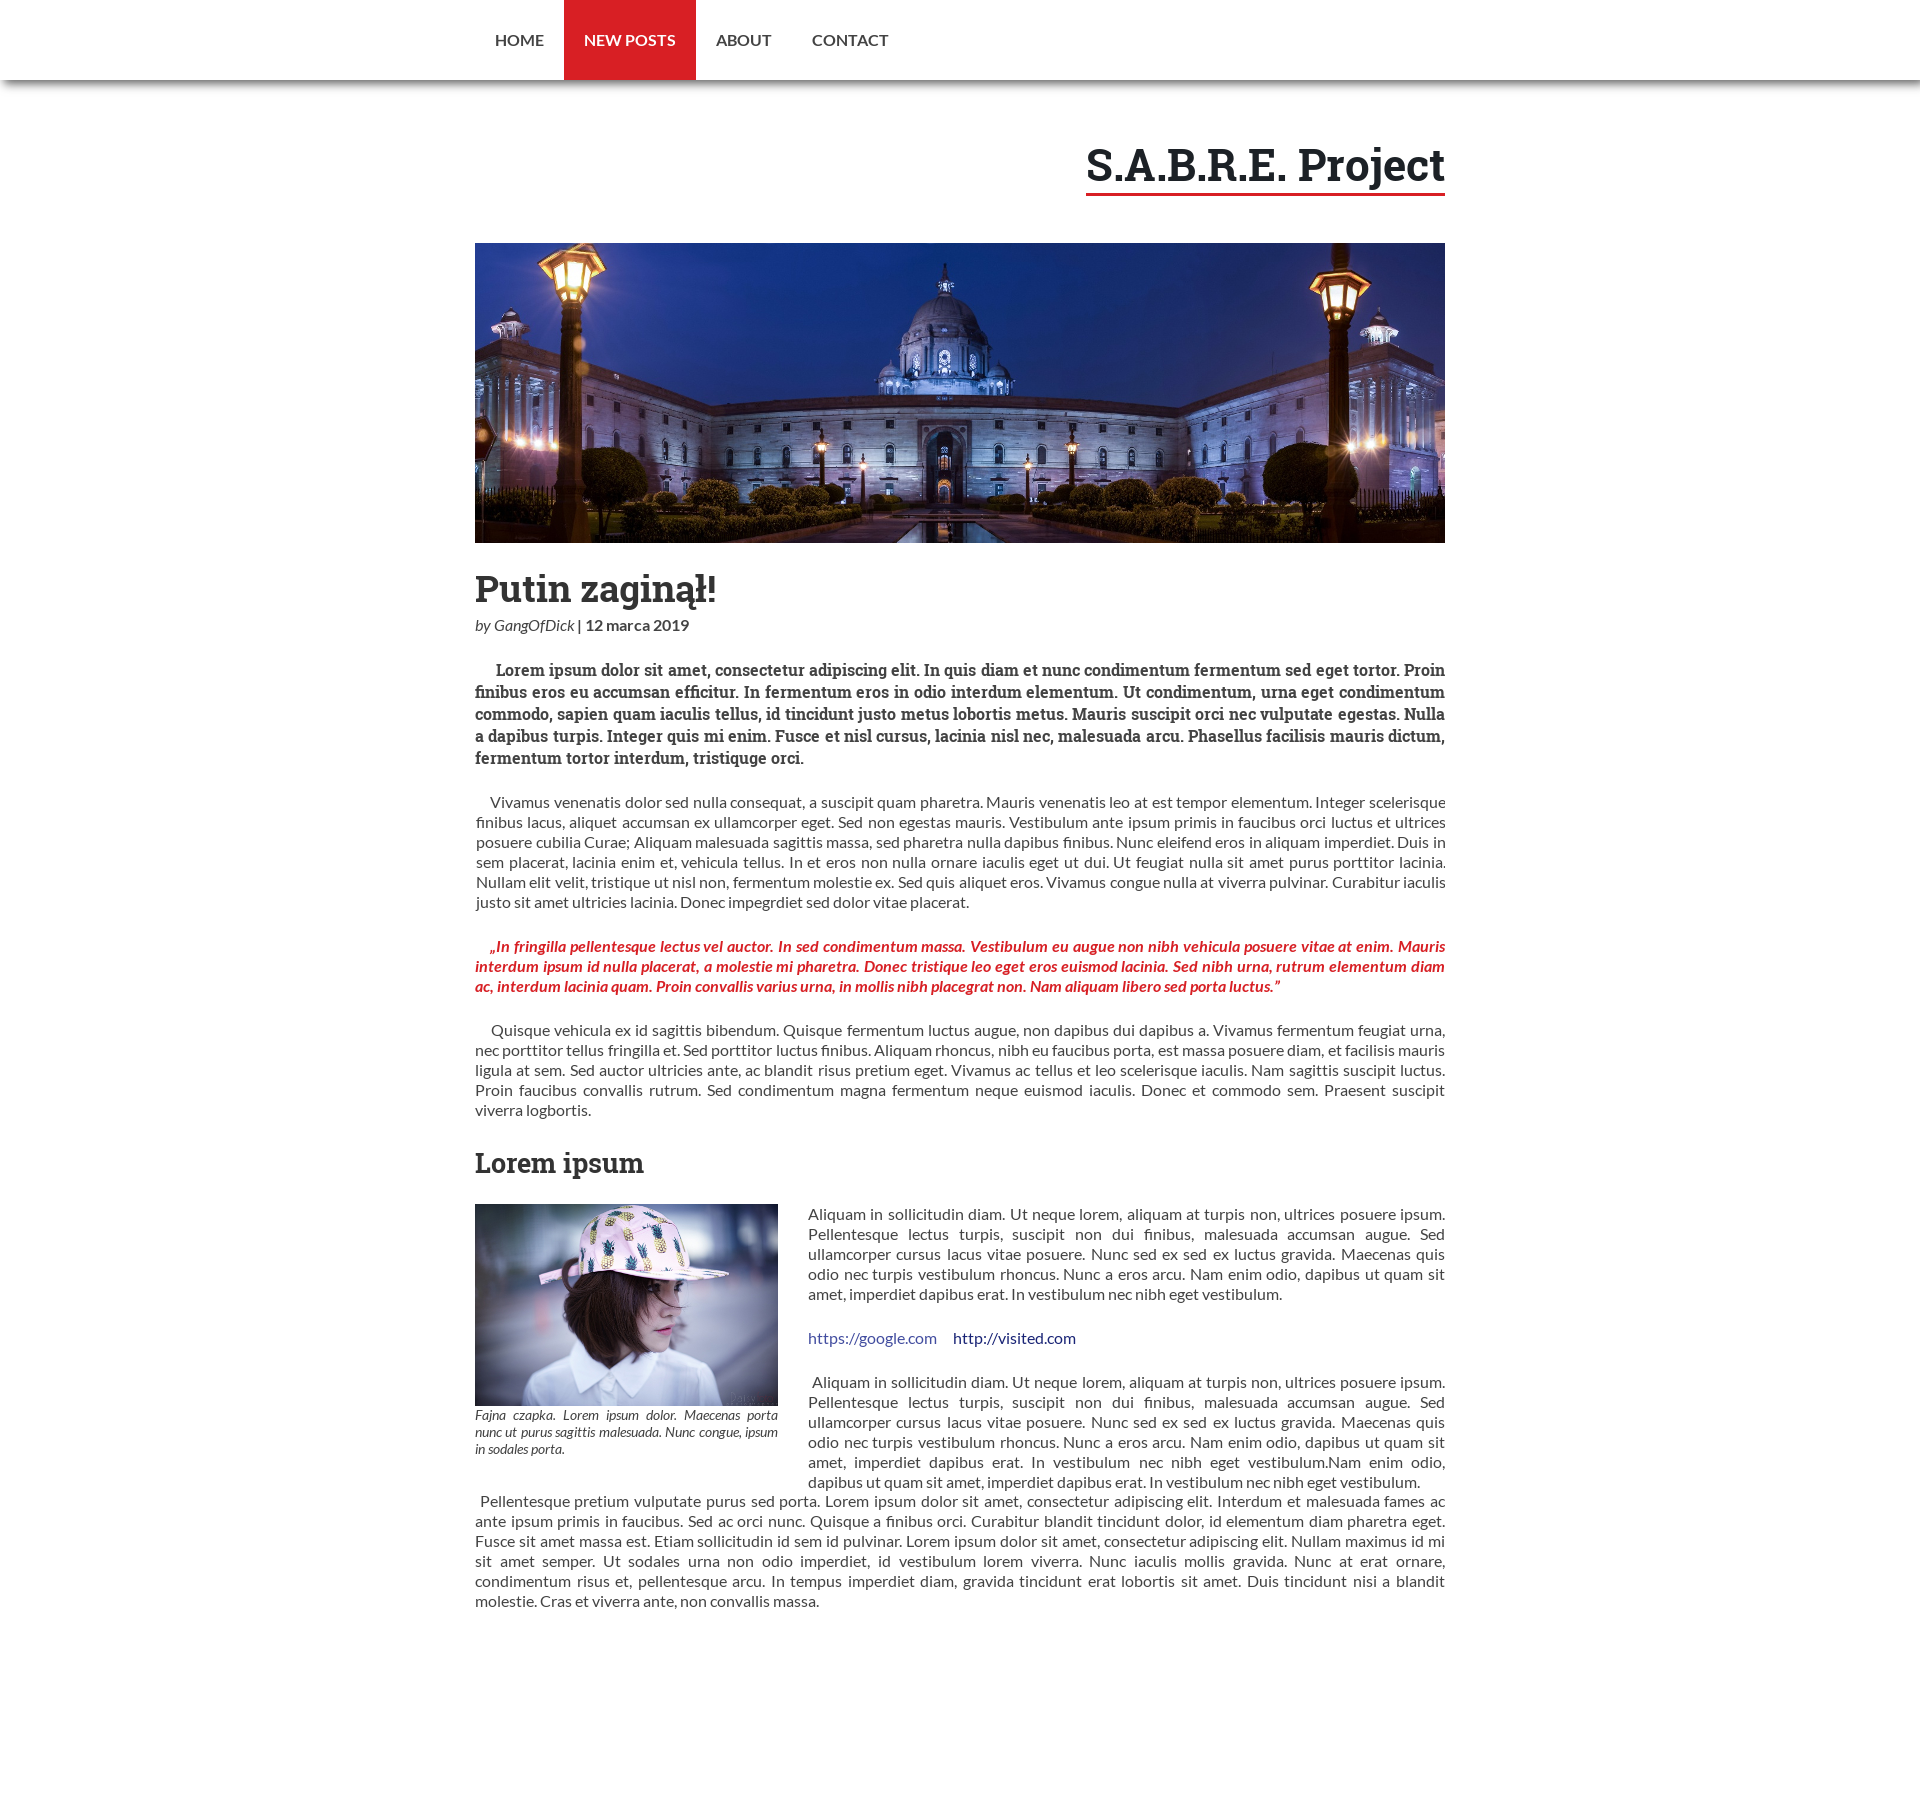 HOME NEW POSTS ABOUT CONTACT
S.A.B.R.E. Project
Putin zaginął!
by GangOfDick | 12 marca 2019
Lorem ipsum dolor sit amet, consectetur adipiscing elit. In quis diam et nunc condimentum fermentum sed eget tortor. Proin
finibus eros eu accumsan efficitur. In fermentum eros in odio interdum elementum. Ut condimentum, urna eget condimentum
commodo, sapien quam iaculis tellus, id tincidunt justo metus lobortis metus. Mauris suscipit orci nec vulputate egestas. Nulla
a dapibus turpis. Integer quis mi enim. Fusce et nisl cursus, lacinia nisl nec, malesuada arcu. Phasellus facilisis mauris dictum,
fermentum tortor interdum, tristiquge orci.
Vivamus venenatis dolor sed nulla consequat, a suscipit quam pharetra. Mauris venenatis leo at est tempor elementum. Integer scelerisque
finibus lacus, aliquet accumsan ex ullamcorper eget. Sed non egestas mauris. Vestibulum ante ipsum primis in faucibus orci luctus et ultrices
posuere cubilia Curae; Aliquam malesuada sagittis massa, sed pharetra nulla dapibus finibus. Nunc eleifend eros in aliquam imperdiet. Duis in
sem placerat, lacinia enim et, vehicula tellus. In et eros non nulla ornare iaculis eget ut dui. Ut feugiat nulla sit amet purus porttitor lacinia.
Nullam elit velit, tristique ut nisl non, fermentum molestie ex. Sed quis aliquet eros. Vivamus congue nulla at viverra pulvinar. Curabitur iaculis
justo sit amet ultricies lacinia. Donec impegrdiet sed dolor vitae placerat.
„In fringilla pellentesque lectus vel auctor. In sed condimentum massa. Vestibulum eu augue non nibh vehicula posuere vitae at enim. Mauris
interdum ipsum id nulla placerat, a molestie mi pharetra. Donec tristique leo eget eros euismod lacinia. Sed nibh urna, rutrum elementum diam
ac, interdum lacinia quam. Proin convallis varius urna, in mollis nibh placegrat non. Nam aliquam libero sed porta luctus.”
Quisque vehicula ex id sagittis bibendum. Quisque fermentum luctus augue, non dapibus dui dapibus a. Vivamus fermentum feugiat urna,
nec porttitor tellus fringilla et. Sed porttitor luctus finibus. Aliquam rhoncus, nibh eu faucibus porta, est massa posuere diam, et facilisis mauris
ligula at sem. Sed auctor ultricies ante, ac blandit risus pretium eget. Vivamus ac tellus et leo scelerisque iaculis. Nam sagittis suscipit luctus.
Proin faucibus convallis rutrum. Sed condimentum magna fermentum neque euismod iaculis. Donec et commodo sem. Praesent suscipit
viverra logbortis.
Lorem ipsum
Fajna czapka. Lorem ipsum dolor. Maecenas porta
nunc ut purus sagittis malesuada. Nunc congue, ipsum
in sodales porta.
Aliquam in sollicitudin diam. Ut neque lorem, aliquam at turpis non, ultrices posuere ipsum.
Pellentesque lectus turpis, suscipit non dui finibus, malesuada accumsan augue. Sed
ullamcorper cursus lacus vitae posuere. Nunc sed ex sed ex luctus gravida. Maecenas quis
odio nec turpis vestibulum rhoncus. Nunc a eros arcu. Nam enim odio, dapibus ut quam sit
amet, imperdiet dapibus erat. In vestibulum nec nibh eget vestibulum.
https://google.com http://visited.com
Aliquam in sollicitudin diam. Ut neque lorem, aliquam at turpis non, ultrices posuere ipsum.
Pellentesque lectus turpis, suscipit non dui finibus, malesuada accumsan augue. Sed
ullamcorper cursus lacus vitae posuere. Nunc sed ex sed ex luctus gravida. Maecenas quis
odio nec turpis vestibulum rhoncus. Nunc a eros arcu. Nam enim odio, dapibus ut quam sit
amet, imperdiet dapibus erat. In vestibulum nec nibh eget vestibulum.Nam enim odio,
dapibus ut quam sit amet, imperdiet dapibus erat. In vestibulum nec nibh eget vestibulum.
Pellentesque pretium vulputate purus sed porta. Lorem ipsum dolor sit amet, consectetur adipiscing elit. Interdum et malesuada fames ac
ante ipsum primis in faucibus. Sed ac orci nunc. Quisque a finibus orci. Curabitur blandit tincidunt dolor, id elementum diam pharetra eget.
Fusce sit amet massa est. Etiam sollicitudin id sem id pulvinar. Lorem ipsum dolor sit amet, consectetur adipiscing elit. Nullam maximus id mi
sit amet semper. Ut sodales urna non odio imperdiet, id vestibulum lorem viverra. Nunc iaculis mollis gravida. Nunc at erat ornare,
condimentum risus et, pellentesque arcu. In tempus imperdiet diam, gravida tincidunt erat lobortis sit amet. Duis tincidunt nisi a blandit
molestie. Cras et viverra ante, non convallis massa.